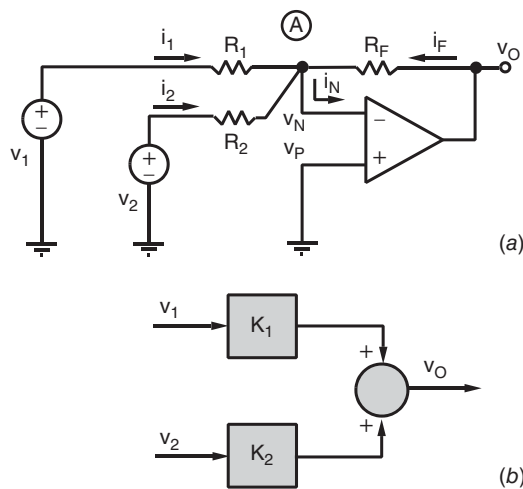 A
i1
R1
RF
iF
vO
i2
iN
+
−
v1
R2
vN
−
+
−
v2
vP
+
(a)
v1
K1
+
vO
v2
K2
+
(b)